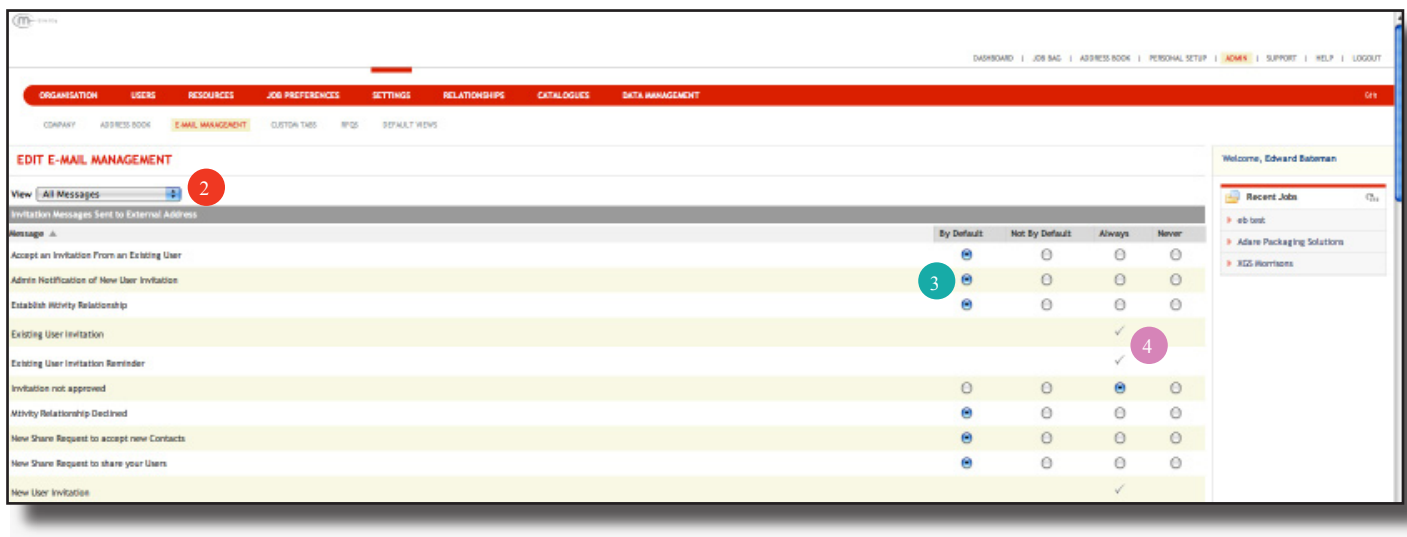 DASHBOARD | JOB BAG | ADDRESS BOOK | PERSONAL SETUP | ADMIN | SUPPORT | HELP | LOGOUT
ORGANISATION USERS RESOURCES JOB PREFERENCES SETTINGS RELATIONSHIPS CATALOGUES DATA MANAGEMENT
COMPANY ADDRESS BOOK E-MAIL MANAGEMENT CUSTOM TABS RFQS DEFAULT VIEWS
EDIT E-MAIL MANAGEMENT
Welcome, Edward Bateman
View All Messages 2
Invitation Messages Sent to External Address
Message By Default Not By Default Always Never
Accept an Invitation From an Existing User
Admin Notification of New User Invitation 3
Establish Mtivity Relationship
Existing User Invitation
4
Existing User Invitation Reminder
Invitation not approved
Mtivity Relationship Declined
New Share Request to accept new Contacts
New Share Request to share your Users
New User Invitation
Recent Jobs
eb test
Adare Packaging Solutions
XGS Morrisons